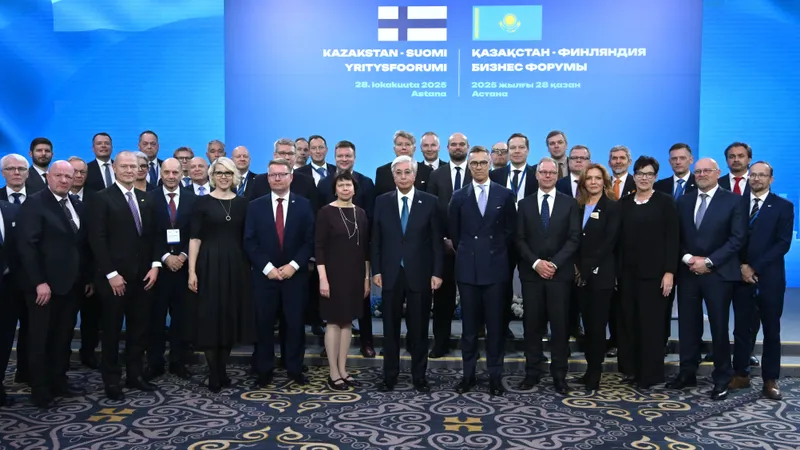 KAZAKSTAN - SUOMI
YRITYSFOORUMI
28. lokakuuta 2025
Astana
ҚАЗАҚСТАН - ФИНЛЯНДИЯ
БИЗНЕС ФОРУМЫ
2025 жылғы 28 қазан
Астана